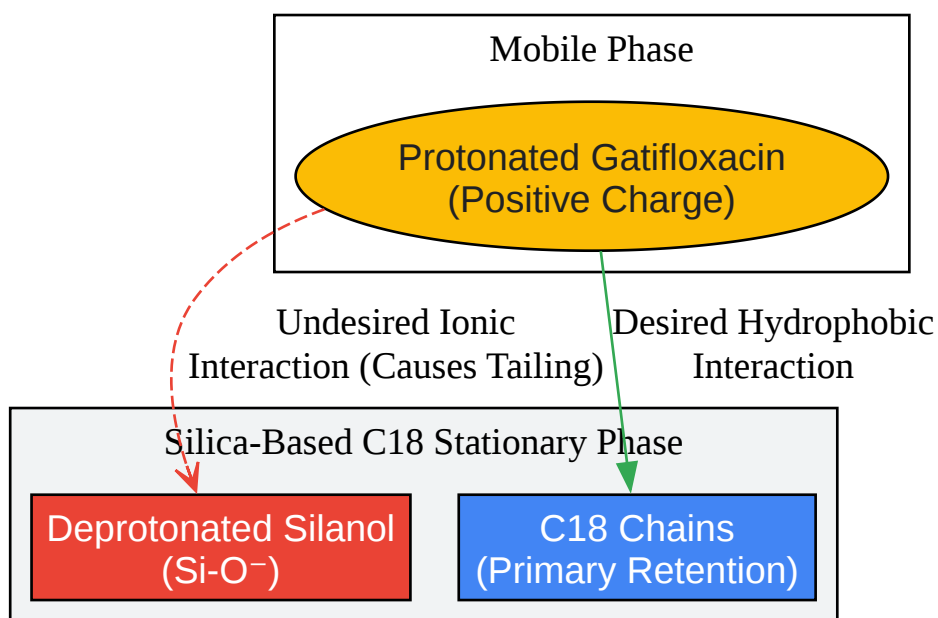 Mobile Phase
Protonated Gatifloxacin
(Positive Charge)
Undesired Ionic
Interaction (Causes Tailing)
Desired Hydrophobic
Interaction
Silica-Based C18 Stationary Phase
Deprotonated Silanol
(Si-O⁻)
C18 Chains
(Primary Retention)